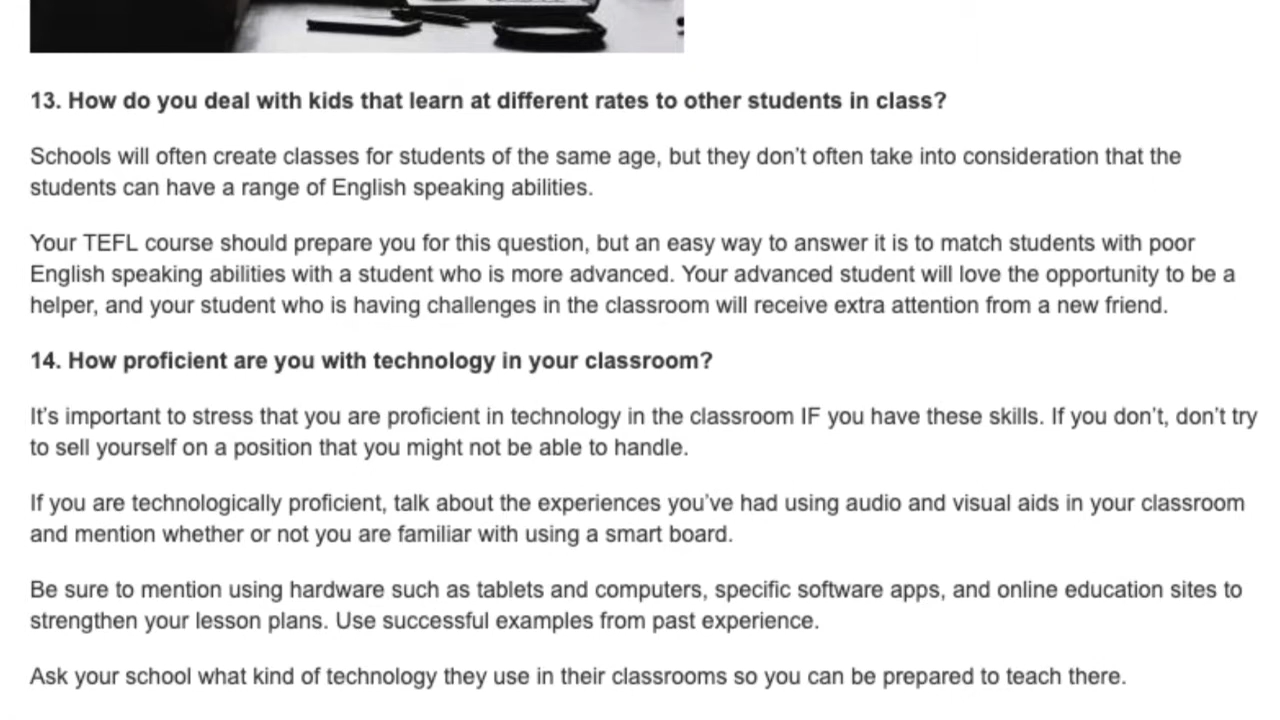 13. How do you deal with kids that learn at different rates to other students in class?
Schools will often create classes for students of the same age, but they don’t often take into consideration that the
students can have a range of English speaking abilities.
Your TEFL course should prepare you for this question, but an easy way to answer it is to match students with poor
English speaking abilities with a student who is more advanced. Your advanced student will love the opportunity to be a
helper, and your student who is having challenges in the classroom will receive extra attention from a new friend.
14. How proficient are you with technology in your classroom?
It’s important to stress that you are proficient in technology in the classroom IF you have these skills. If you don’t, don’t try
to sell yourself on a position that you might not be able to handle.
If you are technologically proficient, talk about the experiences you’ve had using audio and visual aids in your classroom
and mention whether or not you are familiar with using a smart board.
Be sure to mention using hardware such as tablets and computers, specific software apps, and online education sites to
strengthen your lesson plans. Use successful examples from past experience.
Ask your school what kind of technology they use in their classrooms so you can be prepared to teach there.